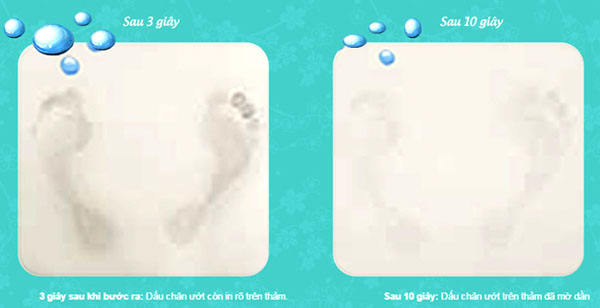 Sau 3 giây
Sau 10 giây
3 giây sau khi bước ra: Dấu chân ướt còn in rõ trên thảm.
Sau 10 giây: Dấu chân ướt trên thảm đã mờ dần